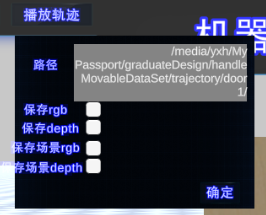 播放轨迹
机器
路径
/media/yxh/My
Passport/graduateDesign/handle
MovableDataSet/trajectory/door
1/
保存rgb
保存depth
保存场景rgb
保存场景depth
确定